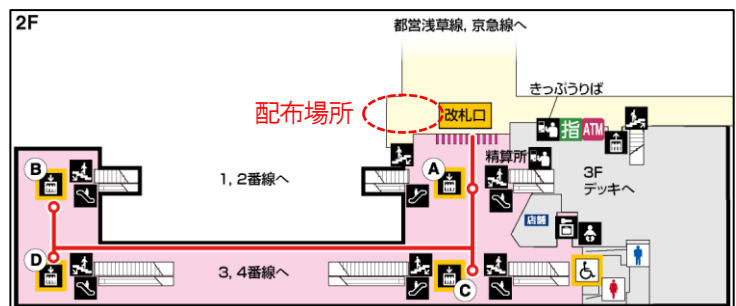 2F
都営浅草線, 京急線へ
配布場所
改札口
きっぷうりば
指
ATM
精算所
3F
デッキへ
B
1, 2番線へ
A
店舗
D
3, 4番線へ
C